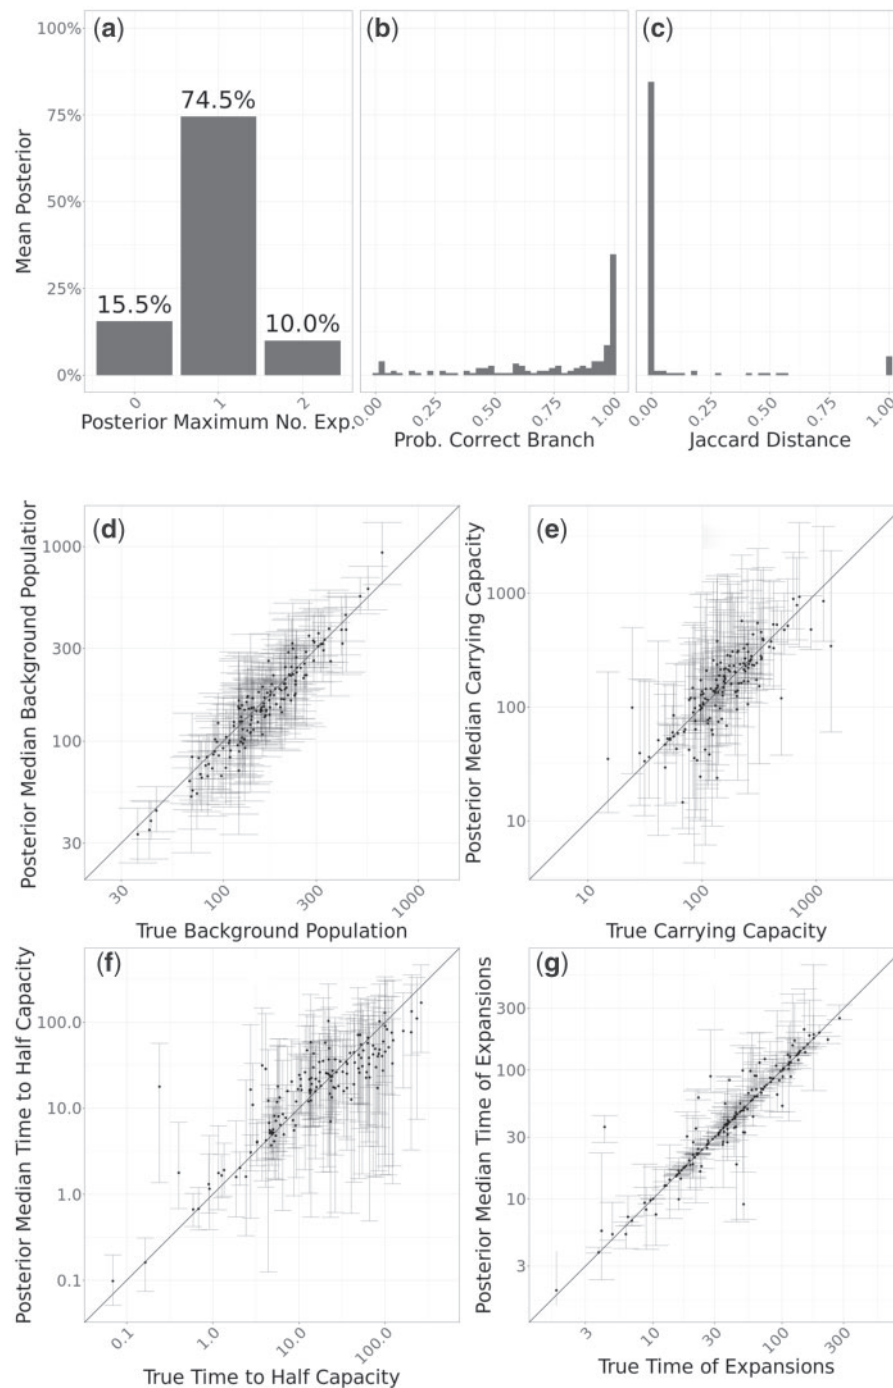 (a)
(b)
(c)
Mean Posterior
100%
75%
50%
25%
0%
15.5%
74.5%
10.0%
0
1
2
Posterior Maximum No. Exp.
0.00
0.25
0.50
0.75
1.00
Prob. Correct Branch
0.00
0.25
0.50
0.75
1.00
Jaccard Distance
(d)
Posterior Median Background Population
1000
300
100
30
30
100
300
1000
True Background Population
(e)
Posterior Median Carrying Capacity
1000
100
10
10
100
1000
True Carrying Capacity
(f)
Posterior Median Time to Half Capacity
100.0
10.0
1.0
0.1
0.1
1.0
10.0
100.0
True Time to Half Capacity
(g)
Posterior Median Time of Expansions
300
100
30
10
3
3
10
30
100
300
True Time of Expansions